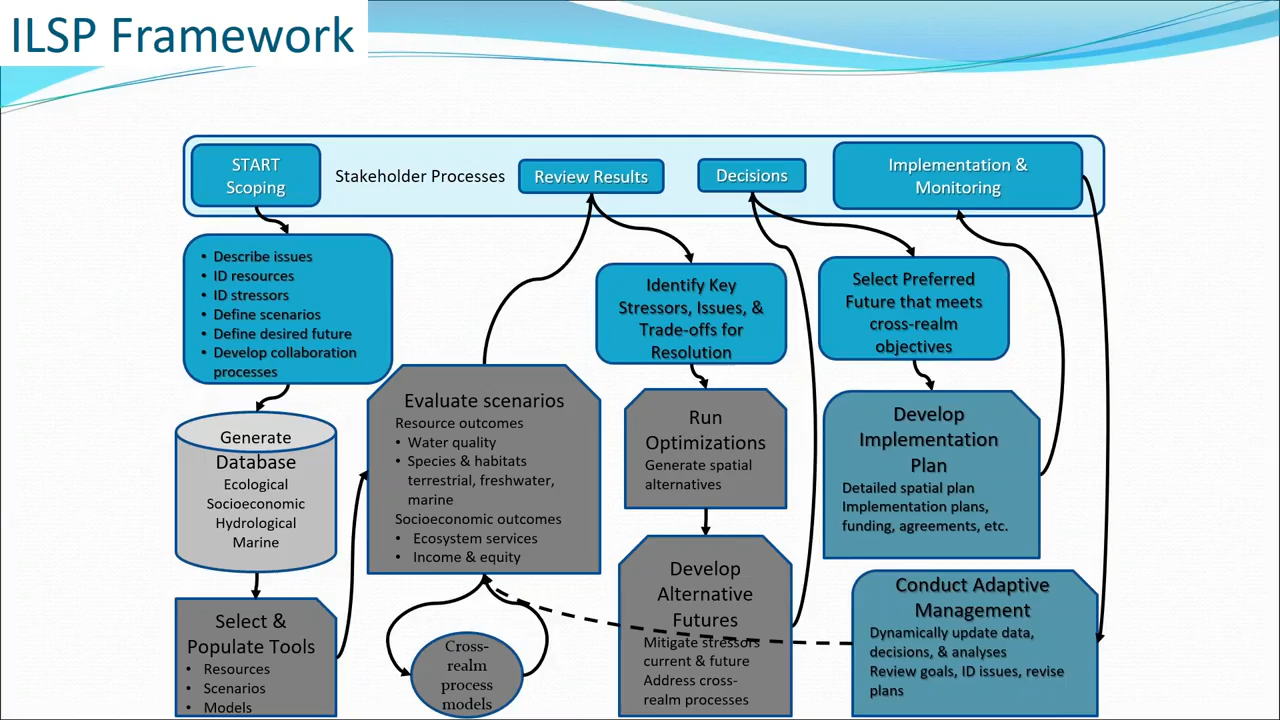 ILSP Framework
START
Scoping
Stakeholder Processes
Review Results
Decisions
Implementation &
Monitoring
• Describe issues
• ID resources
• ID stressors
• Define scenarios
• Define desired future
• Develop collaboration
processes
Generate
Database
Ecological
Socioeconomic
Hydrological
Marine
Select &
Populate Tools
• Resources
• Scenarios
• Models
Evaluate scenarios
Resource outcomes
• Water quality
• Species & habitats
terrestrial, freshwater,
marine
Socioeconomic outcomes
• Ecosystem services
• Income & equity
Cross-
realm
process
models
Identify Key
Stressors, Issues, &
Trade-offs for
Resolution
Run
Optimizations
Generate spatial
alternatives
Develop
Alternative
Futures
Mitigate stressors
current & future
Address cross-
realm processes
Select Preferred
Future that meets
cross-realm
objectives
Develop
Implementation
Plan
Detailed spatial plan
Implementation plans,
funding, agreements, etc.
Conduct Adaptive
Management
Dynamically update data,
decisions, & analyses
Review goals, ID issues, revise
plans